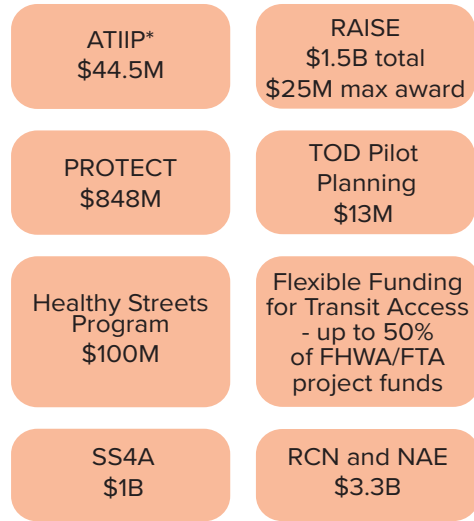 ATIIP*
$44.5M
RAISE
$1.5B total
$25M max award
PROTECT
$848M
TOD Pilot
Planning
$13M
Healthy Streets
Program
$100M
Flexible Funding
for Transit Access
- up to 50%
of FHWA/FTA
project funds
SS4A
$1B
RCN and NAE
$3.3B